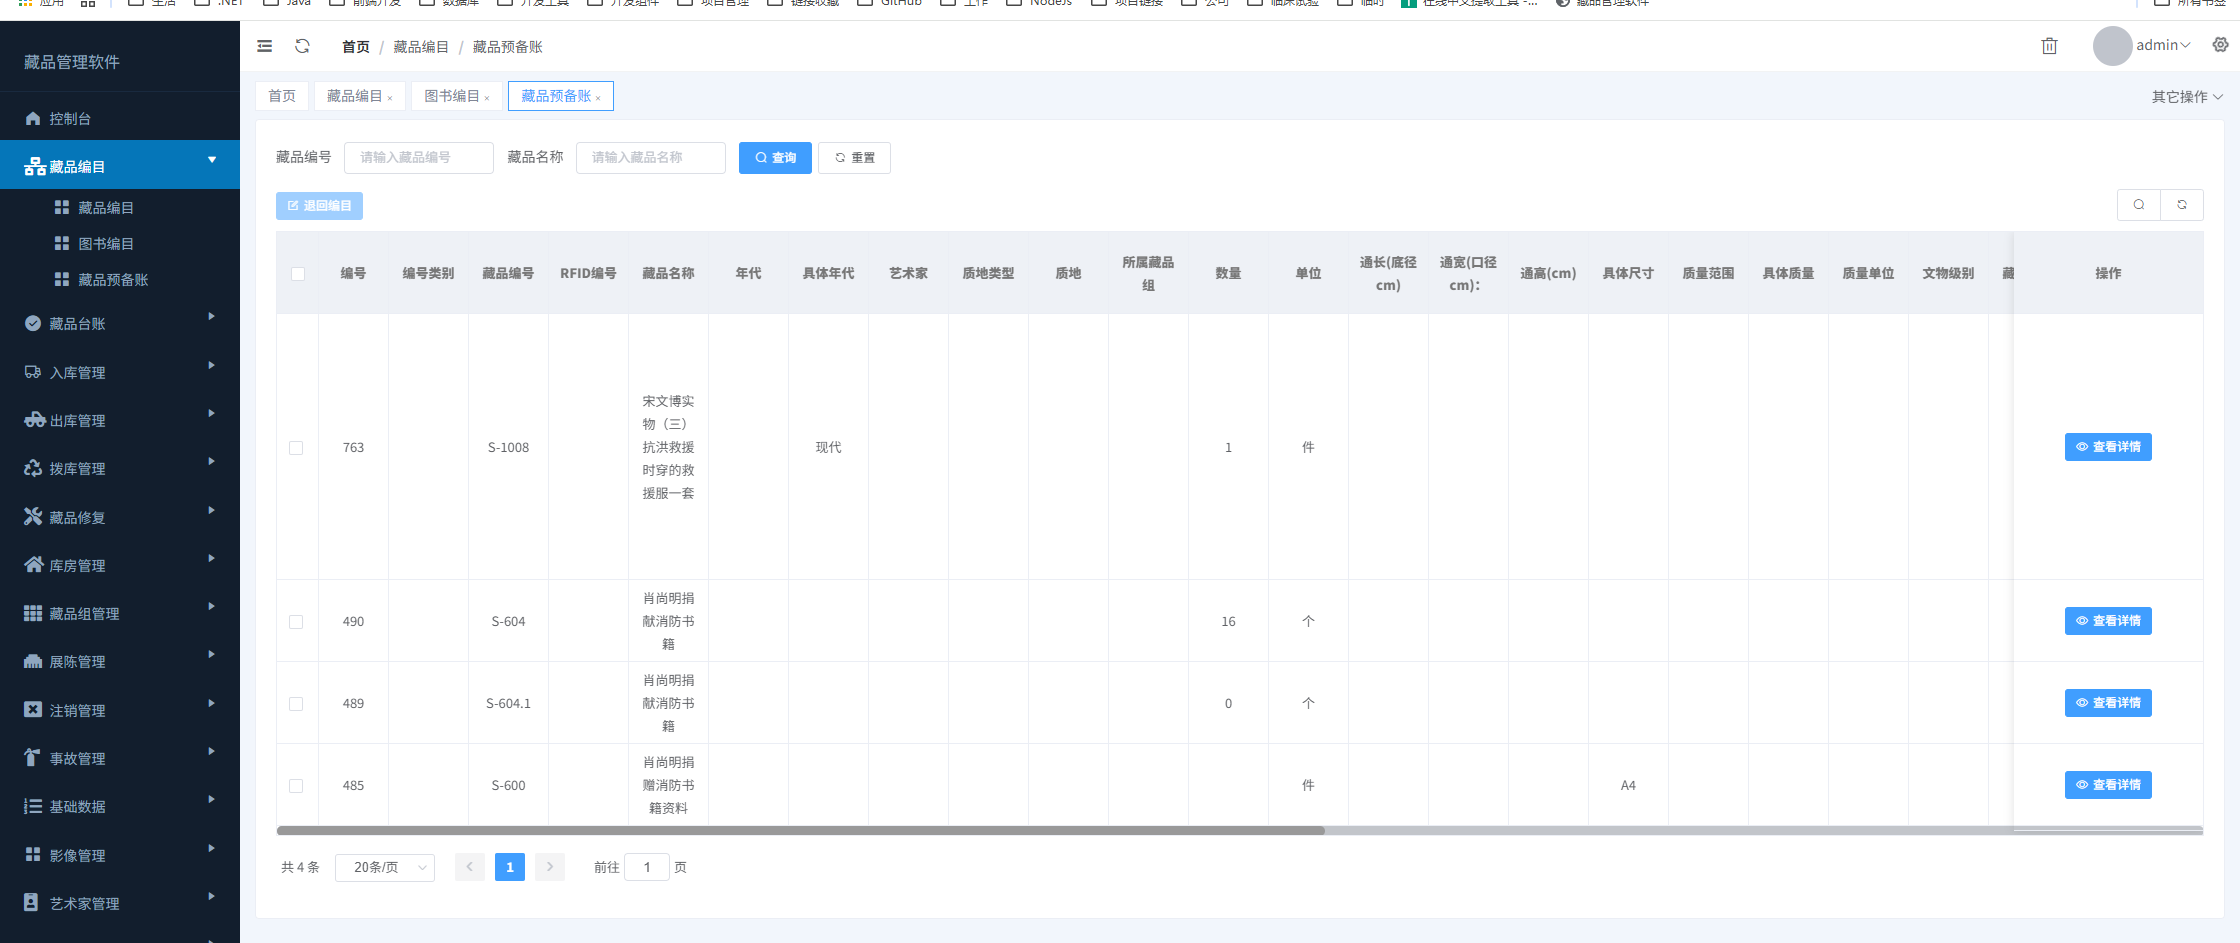 应用
生活
.NET
Java
前端开发
数据库
开发工具
开发组件
项目管理
链接收藏
GitHub
工作
NodeJs
项目链接
公司
临床试验
临时
在线中文提取工具 -...
藏品管理软件
所有书签
藏品管理软件
首页 / 藏品编目 / 藏品预备账
admin
首页
藏品编目 ×
图书编目 ×
藏品预备账 ×
其它操作
控制台
藏品编目
藏品编目
图书编目
藏品预备账
藏品台账
入库管理
出库管理
拨库管理
藏品修复
库房管理
藏品组管理
展陈管理
注销管理
事故管理
基础数据
影像管理
艺术家管理
藏品编号 请输入藏品编号 藏品名称 请输入藏品名称 查询 重置
退回编目
编号 编号类别 藏品编号 RFID编号 藏品名称 年代 具体年代 艺术家 质地类型 质地 所属藏品组 数量 单位 通长(底径cm) 通宽(口径cm): 通高(cm) 具体尺寸 质量范围 具体质量 质量单位 文物级别 藏 操作
763 S-1008 宋文博实物（三）抗洪救援时穿的救援服一套 现代 1 件 查看详情
490 S-604 肖尚明捐献消防书籍 16 个 查看详情
489 S-604.1 肖尚明捐献消防书籍 0 个 查看详情
485 S-600 肖尚明捐赠消防书籍资料 件 A4 查看详情
共 4 条 20条/页 1 前往 1 页